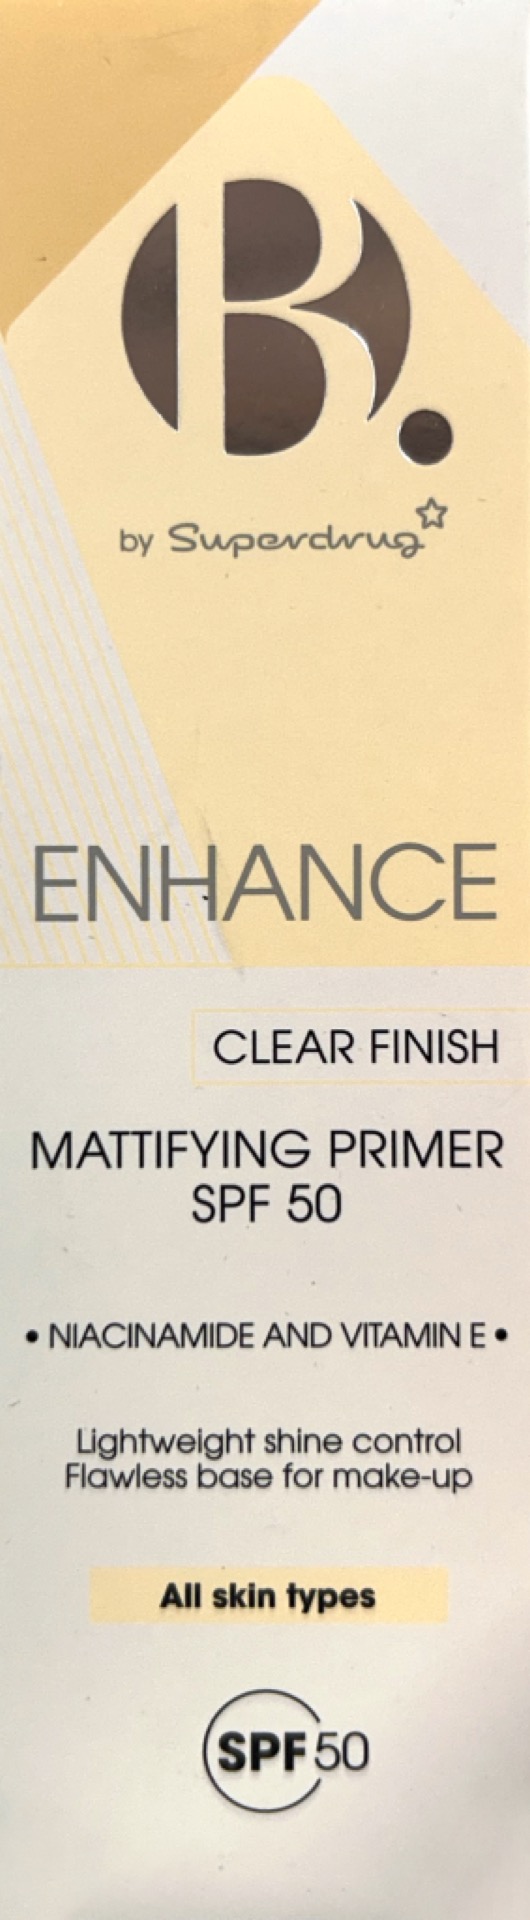 B.
by Superdrug
ENHANCE
CLEAR FINISH
MATTIFYING PRIMER
SPF 50
• NIACINAMIDE AND VITAMIN E •
Lightweight shine control
Flawless base for make-up
All skin types
SPF50